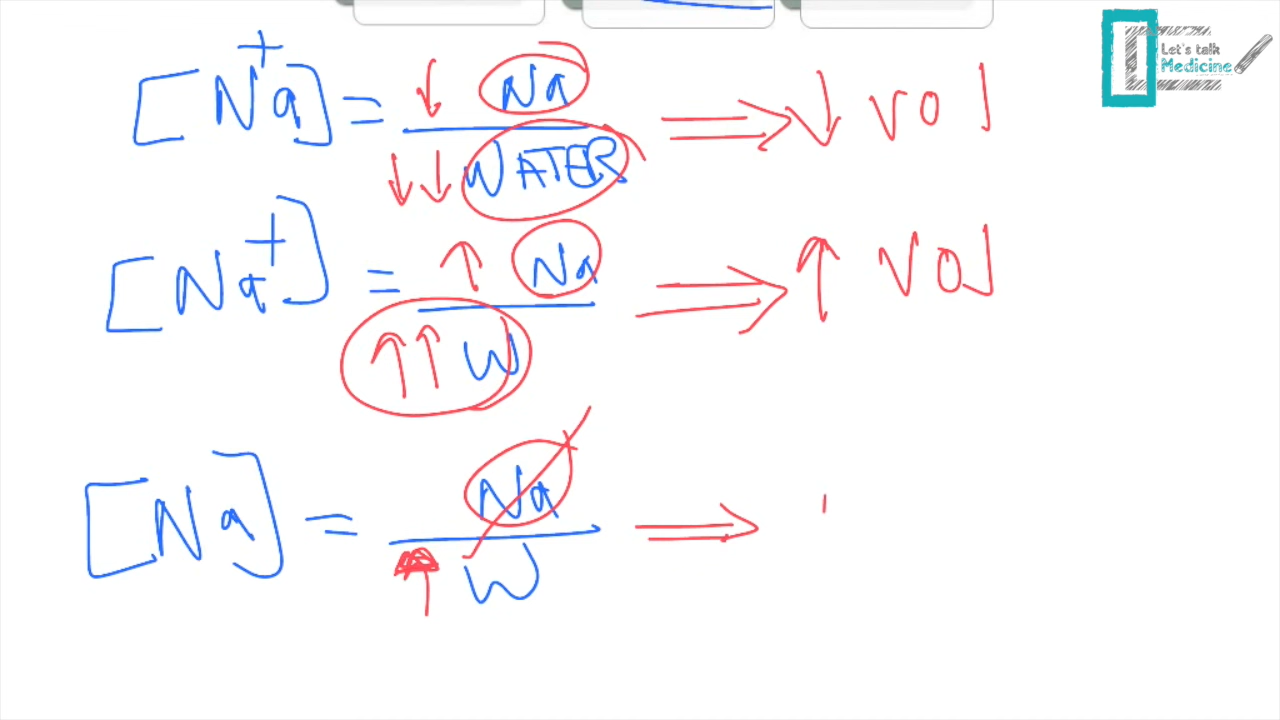 Let's talk
Medicine
[Na⁺] = ↓ Na / ↓↓ WATER ⟹ ↓ vol
[Na⁺] = ↑ Na / ↑↑ W ⟹ ↑ vol
[Na] = Na / ↑ W ⟹